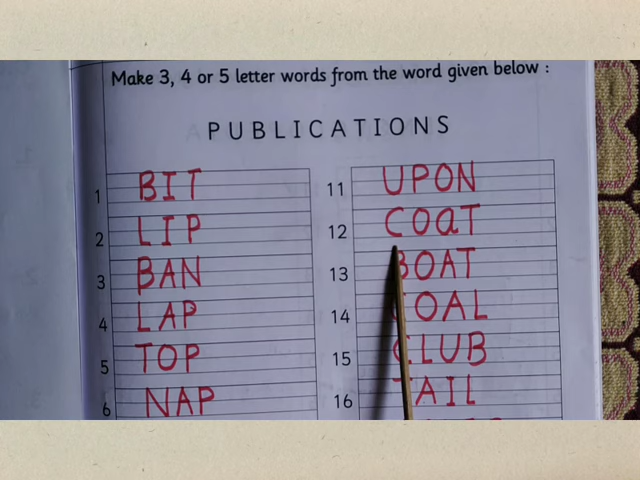 Make 3, 4 or 5 letter words from the word given below :
PUBLICATIONS
1 BIT
2 LIP
3 BAN
4 LAP
5 TOP
6 NAP
11 UPON
12 COaT
13 BOAT
14 COAL
15 CLUB
16